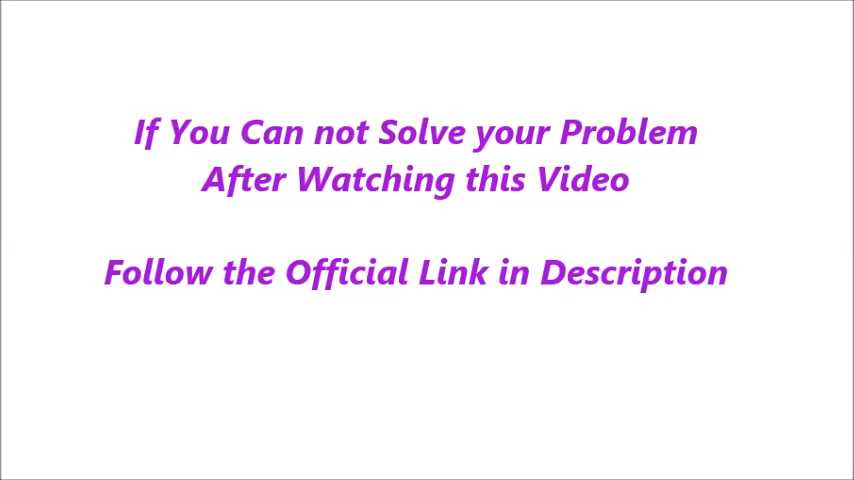 If You Can not Solve your Problem
After Watching this Video
Follow the Official Link in Description